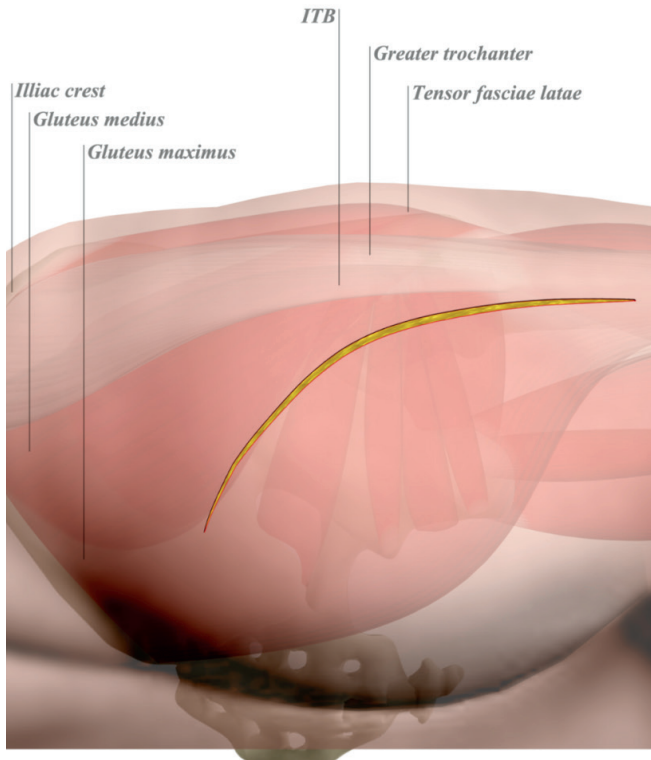 ITB
Greater trochanter
Tensor fasciae latae
Illiac crest
Gluteus medius
Gluteus maximus